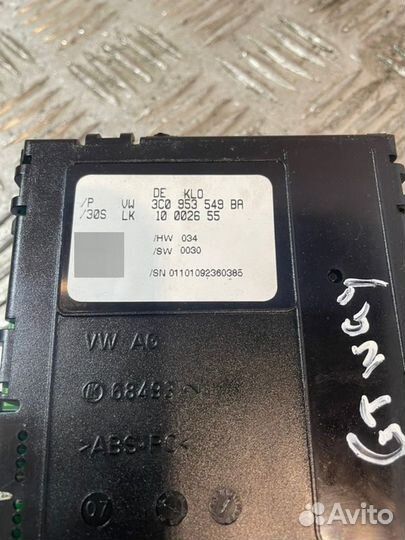 DE KLO
/P VW 3C0 953 549 BA
/30S LK 10 0026 55
/HW 034
/SW 0030
/SN 01101092360385
VW AG
>ABS-PC<
07
Avito